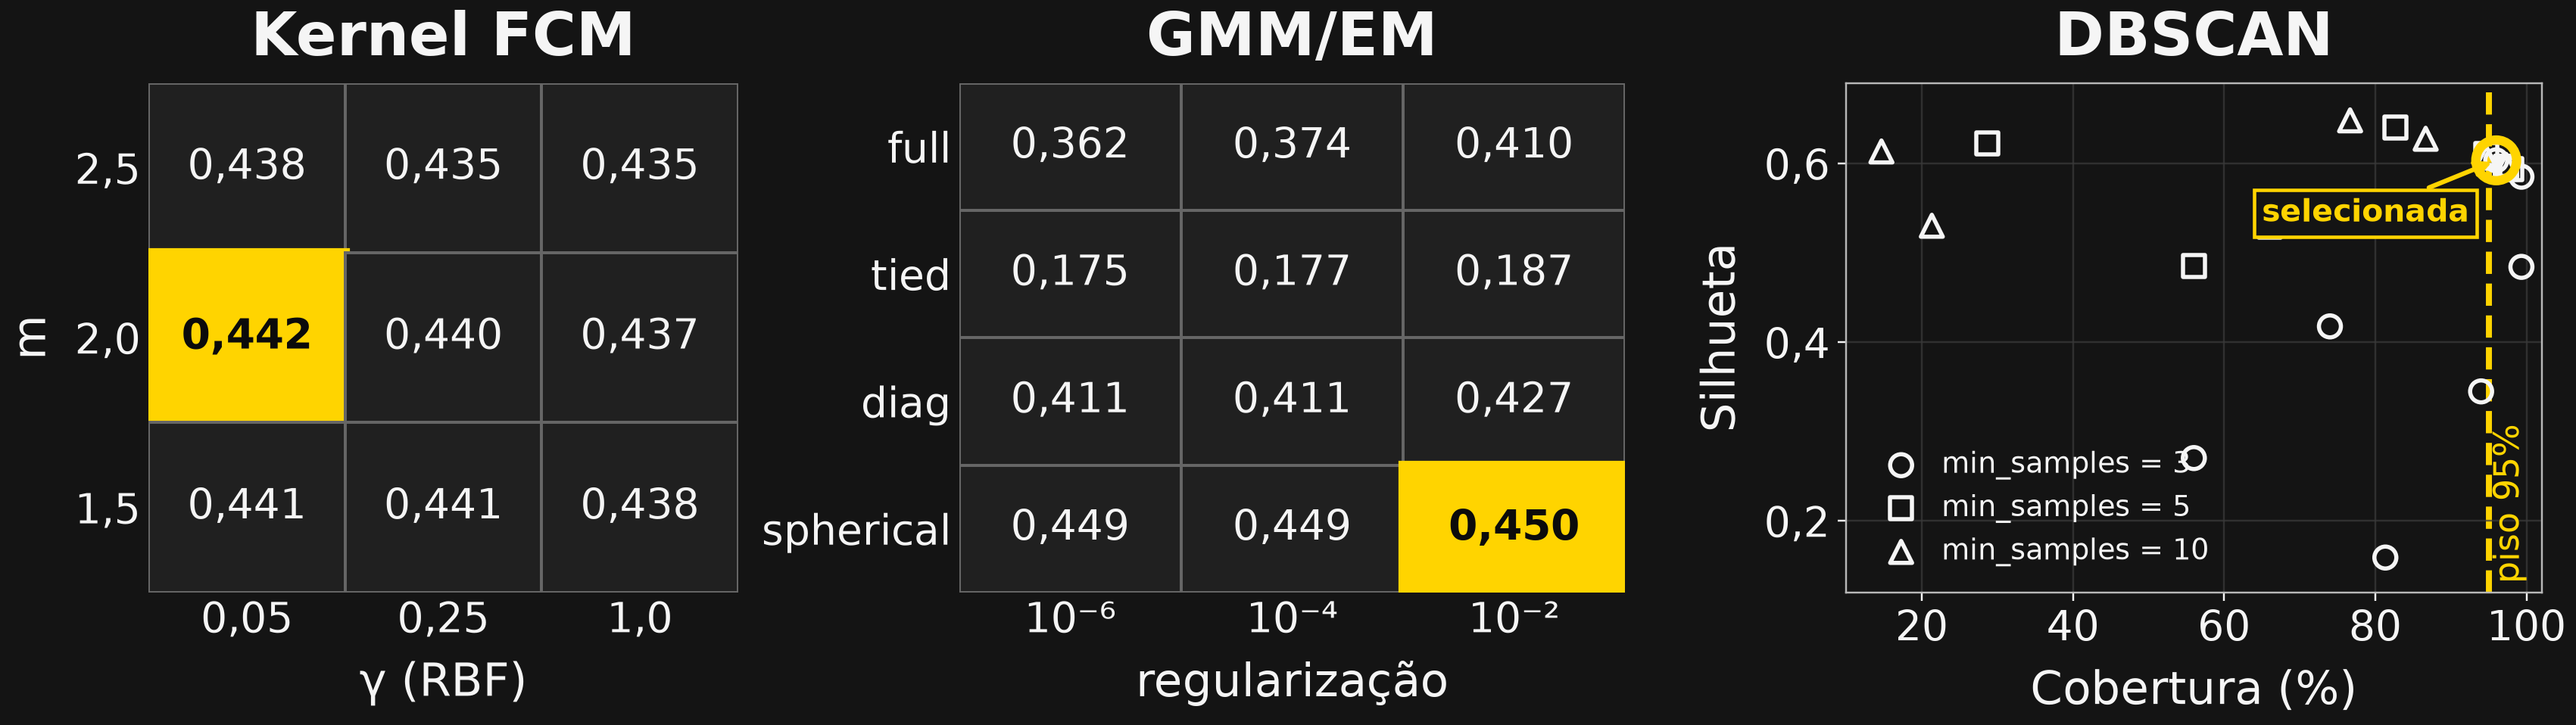 Kernel FCM
m
2,5
0,438
0,435
0,435
2,0
0,442
0,440
0,437
1,5
0,441
0,441
0,438
0,05
0,25
1,0
γ (RBF)
GMM/EM
full
0,362
0,374
0,410
tied
0,175
0,177
0,187
diag
0,411
0,411
0,427
spherical
0,449
0,449
0,450
10⁻⁶
10⁻⁴
10⁻²
regularização
DBSCAN
Silhueta
0,6
0,4
0,2
selecionada
piso 95%
min_samples = 3
min_samples = 5
min_samples = 10
20
40
60
80
100
Cobertura (%)